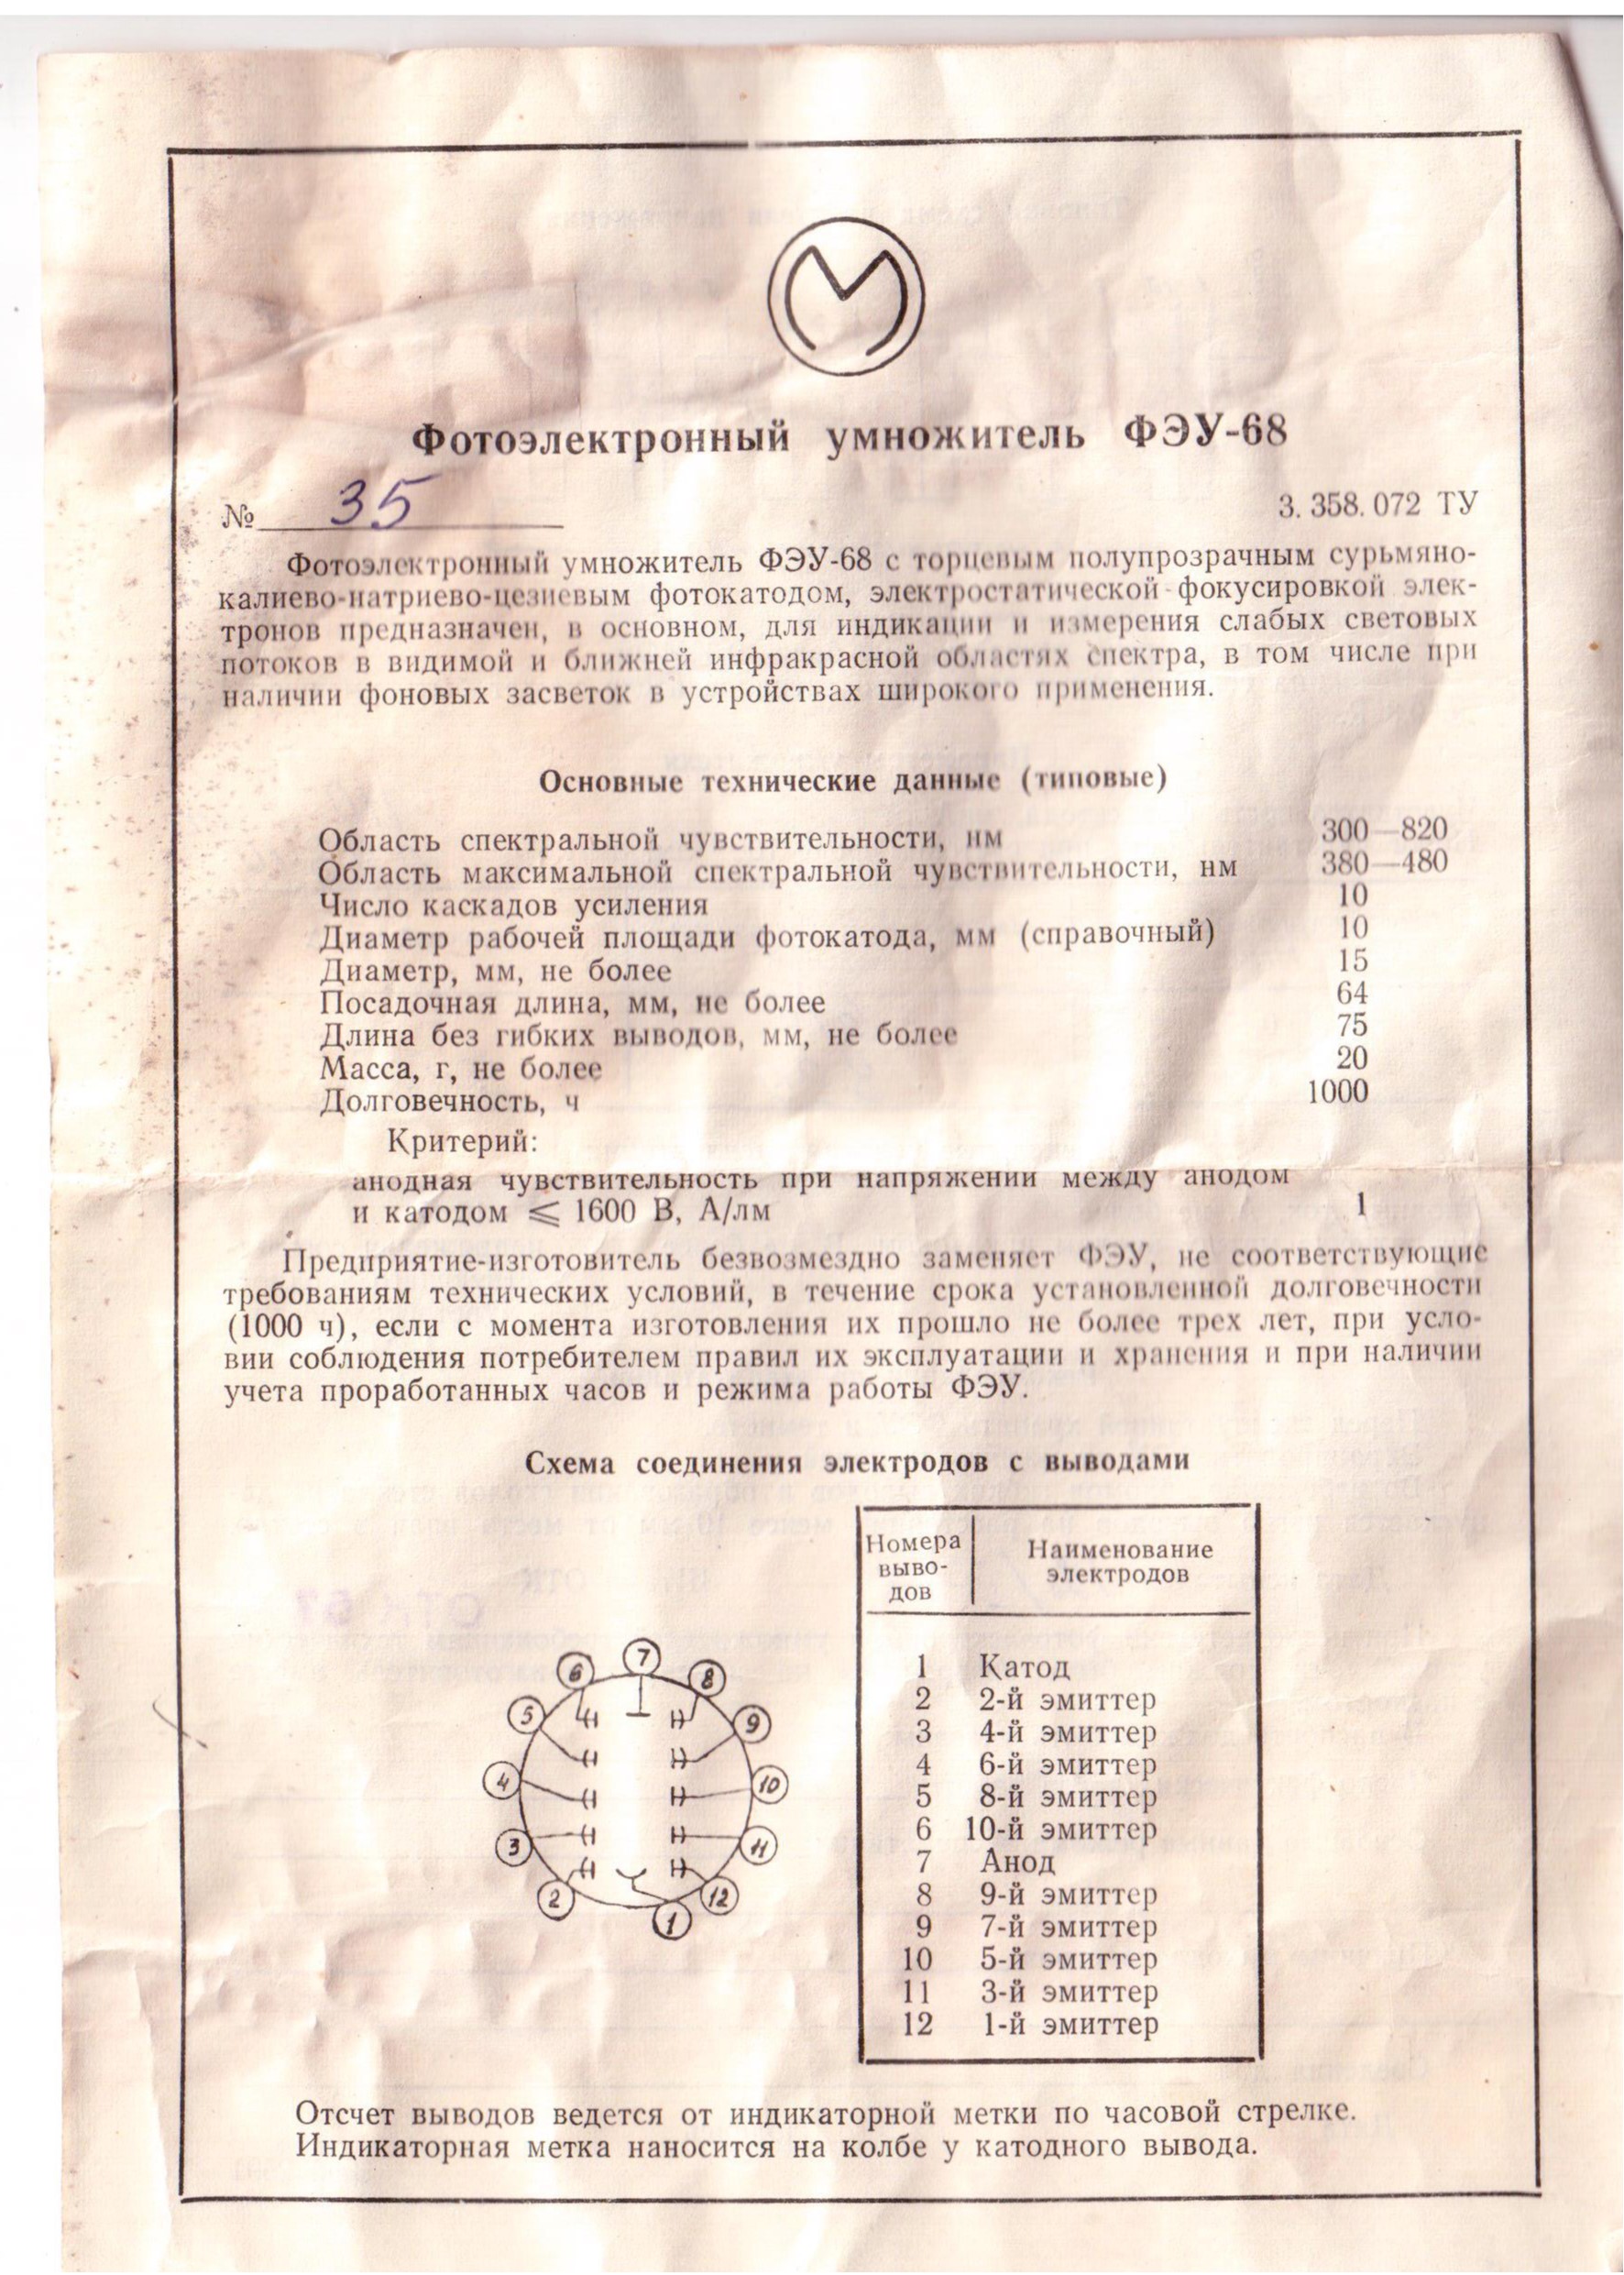 Фотоэлектронный умножитель ФЭУ-68
№ 35
3.358.072 ТУ
Фотоэлектронный умножитель ФЭУ-68 с торцевым полупрозрачным сурьмяно-
калиево-натриево-цезиевым фотокатодом, электростатической фокусировкой элек-
тронов предназначен, в основном, для индикации и измерения слабых световых
потоков в видимой и ближней инфракрасной областях спектра, в том числе при
наличии фоновых засветок в устройствах широкого применения.
Основные технические данные (типовые)
Область спектральной чувствительности, нм 300—820
Область максимальной спектральной чувствительности, нм 380—480
Число каскадов усиления 10
Диаметр рабочей площади фотокатода, мм (справочный) 10
Диаметр, мм, не более 15
Посадочная длина, мм, не более 64
Длина без гибких выводов, мм, не более 75
Масса, г, не более 20
Долговечность, ч 1000
Критерий:
анодная чувствительность при напряжении между анодом
и катодом ⩽ 1600 В, А/лм 1
Предприятие-изготовитель безвозмездно заменяет ФЭУ, не соответствующие
требованиям технических условий, в течение срока установленной долговечности
(1000 ч), если с момента изготовления их прошло не более трех лет, при усло-
вии соблюдения потребителем правил их эксплуатации и хранения и при наличии
учета проработанных часов и режима работы ФЭУ.
Схема соединения электродов с выводами
7
6
8
5
9
4
10
3
11
2
12
1
Номера Наименование
выво- электродов
дов
1 Катод
2 2-й эмиттер
3 4-й эмиттер
4 6-й эмиттер
5 8-й эмиттер
6 10-й эмиттер
7 Анод
8 9-й эмиттер
9 7-й эмиттер
10 5-й эмиттер
11 3-й эмиттер
12 1-й эмиттер
Отсчет выводов ведется от индикаторной метки по часовой стрелке.
Индикаторная метка наносится на колбе у катодного вывода.